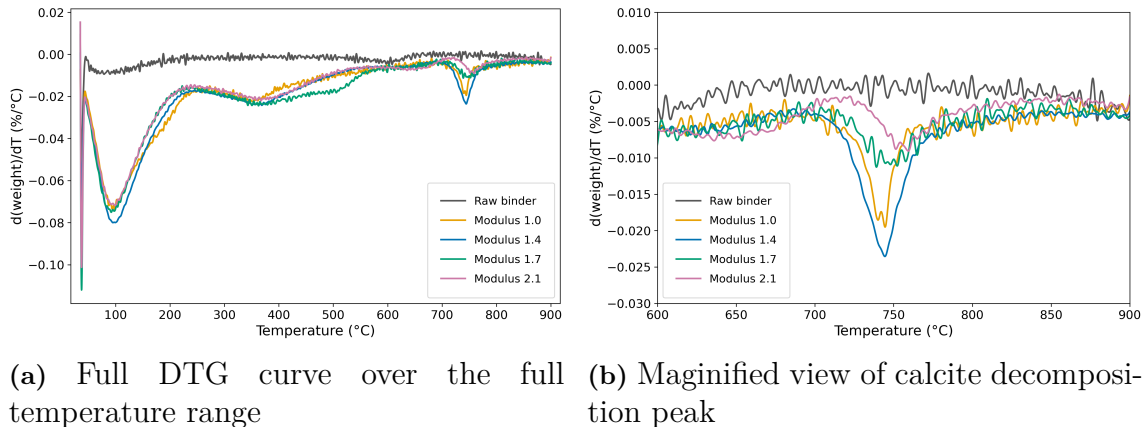 0.02
0.00
−0.02
−0.04
−0.06
−0.08
−0.10
d(weight)/dT (%/°C)
100 200 300 400 500 600 700 800 900
Temperature (°C)
Raw binder
Modulus 1.0
Modulus 1.4
Modulus 1.7
Modulus 2.1
0.010
0.005
0.000
−0.005
−0.010
−0.015
−0.020
−0.025
−0.030
d(weight)/dT (%/°C)
600 650 700 750 800 850 900
Temperature (°C)
Raw binder
Modulus 1.0
Modulus 1.4
Modulus 1.7
Modulus 2.1
(a) Full DTG curve over the full
temperature range
(b) Maginified view of calcite decomposi-
tion peak